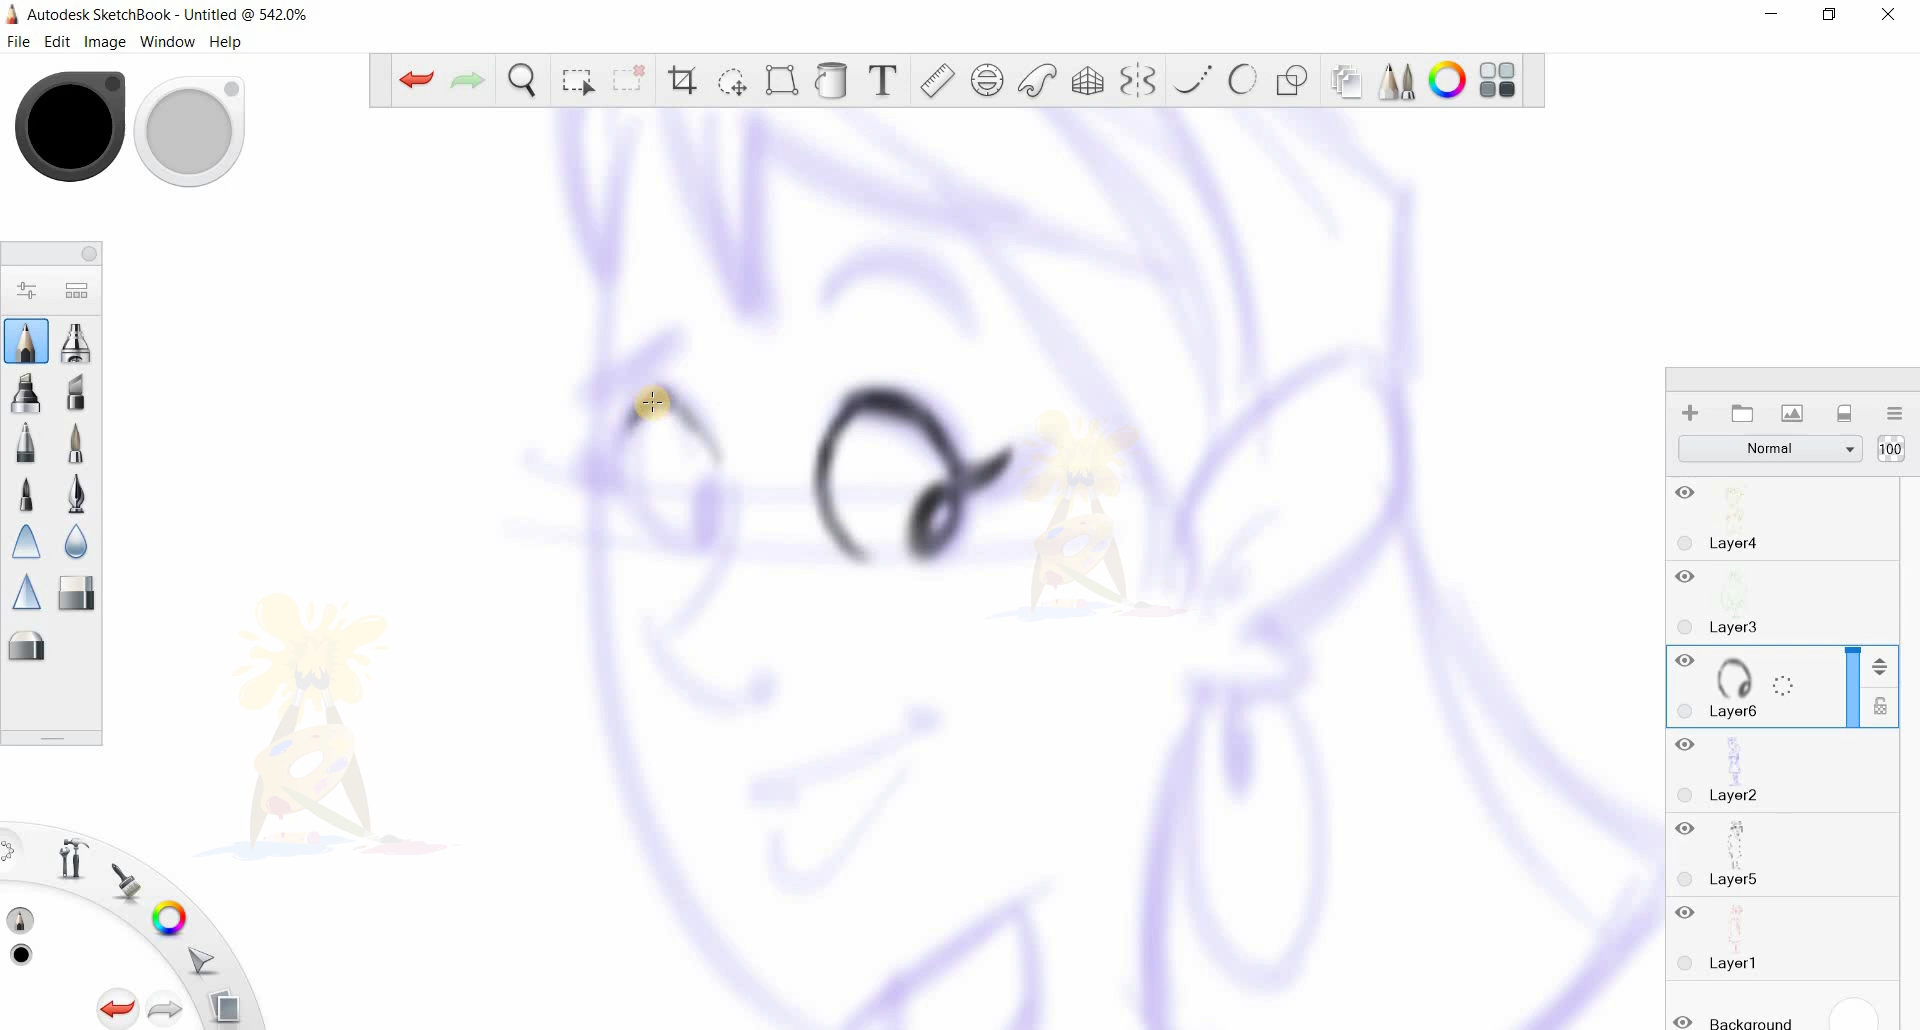 Autodesk SketchBook - Untitled @ 542.0%
File Edit Image Window Help
T
Normal 100
Layer4
Layer3
Layer6
Layer2
Layer5
Layer1
Background